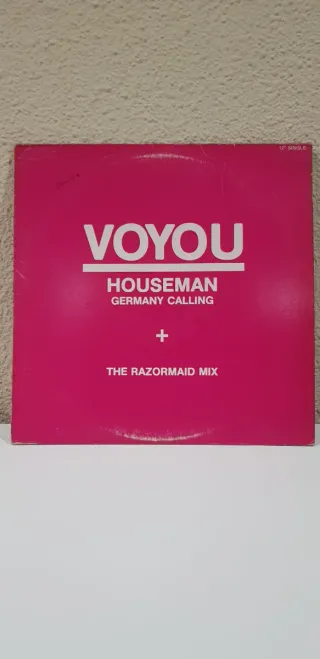 12" SINGLE
VOYOU
HOUSEMAN
GERMANY CALLING
+
THE RAZORMAID MIX